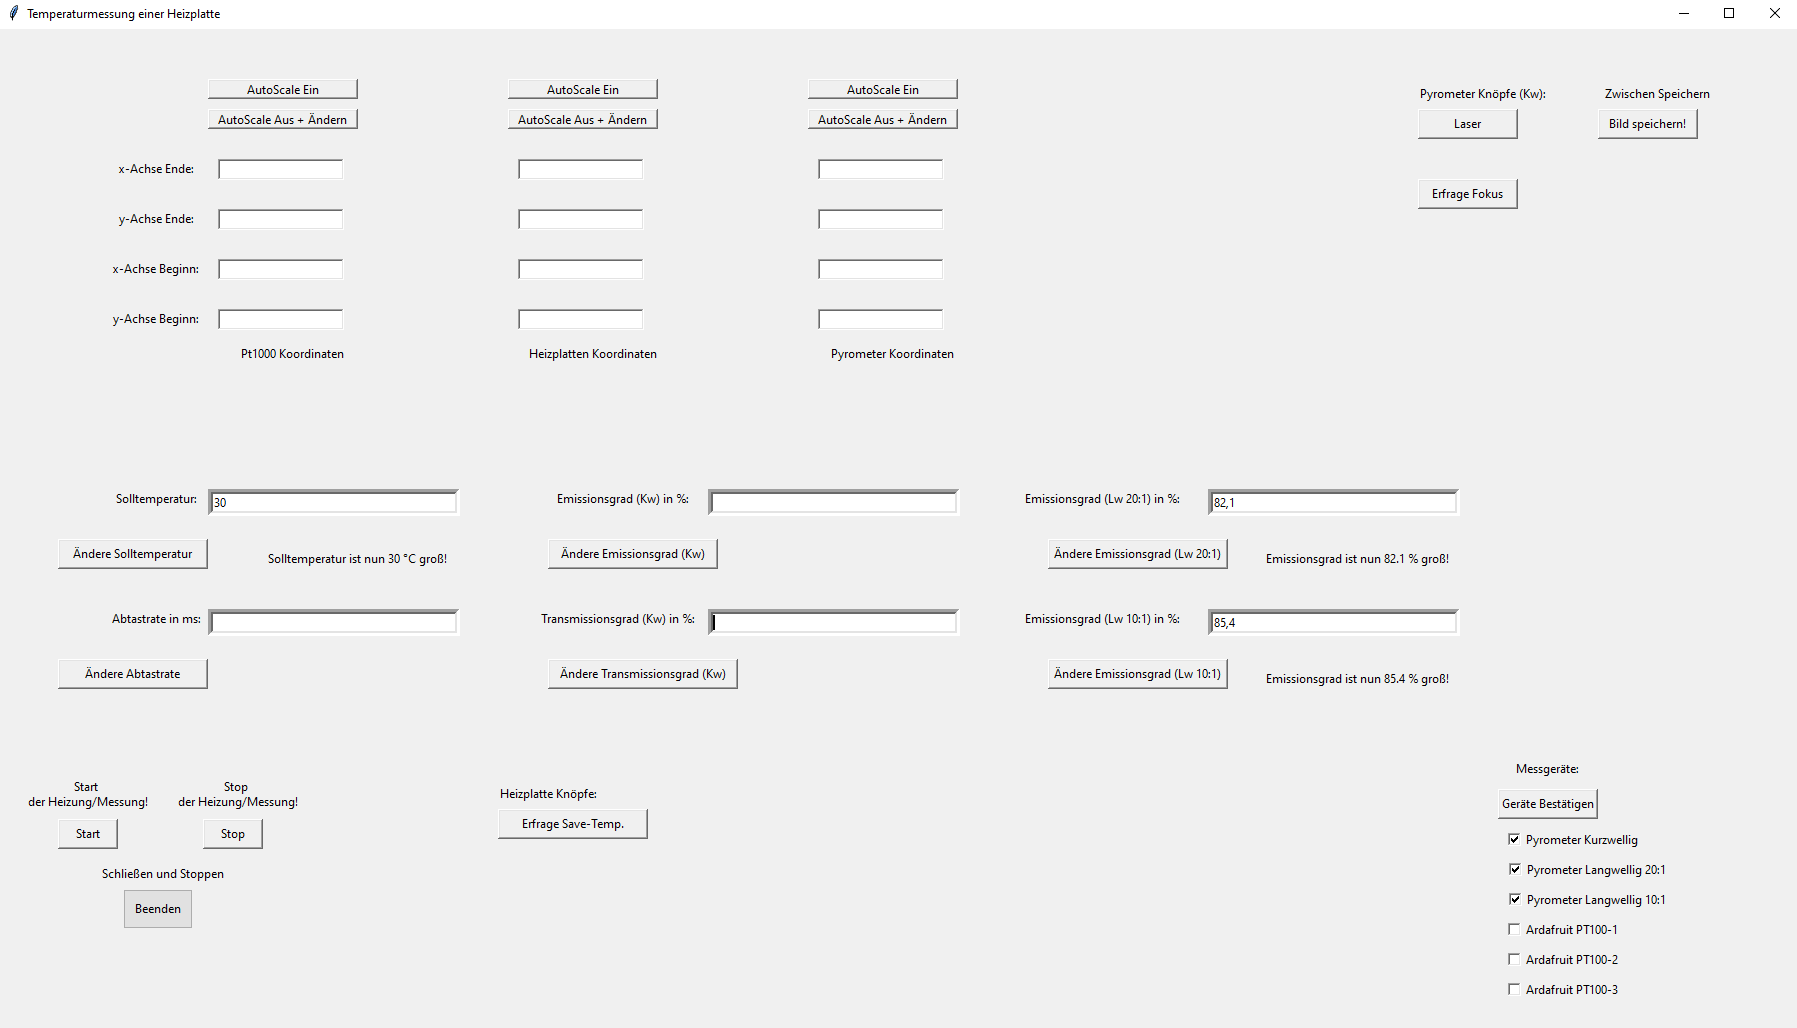 Temperaturmessung einer Heizplatte
AutoScale Ein
AutoScale Ein
AutoScale Ein
Pyrometer Knöpfe (Kw):
Zwischen Speichern
AutoScale Aus + Ändern
AutoScale Aus + Ändern
AutoScale Aus + Ändern
Laser
Bild speichern!
x-Achse Ende:
Erfrage Fokus
y-Achse Ende:
x-Achse Beginn:
y-Achse Beginn:
Pt1000 Koordinaten
Heizplatten Koordinaten
Pyrometer Koordinaten
Solltemperatur:
30
Emissionsgrad (Kw) in %:
Emissionsgrad (Lw 20:1) in %:
82,1
Ändere Solltemperatur
Solltemperatur ist nun 30 °C groß!
Ändere Emissionsgrad (Kw)
Ändere Emissionsgrad (Lw 20:1)
Emissionsgrad ist nun 82.1 % groß!
Abtastrate in ms:
Transmissionsgrad (Kw) in %:
Emissionsgrad (Lw 10:1) in %:
85,4
Ändere Abtastrate
Ändere Transmissionsgrad (Kw)
Ändere Emissionsgrad (Lw 10:1)
Emissionsgrad ist nun 85.4 % groß!
Start
der Heizung/Messung!
Stop
der Heizung/Messung!
Heizplatte Knöpfe:
Start
Stop
Erfrage Save-Temp.
Schließen und Stoppen
Beenden
Messgeräte:
Geräte Bestätigen
Pyrometer Kurzwellig
Pyrometer Langwellig 20:1
Pyrometer Langwellig 10:1
Ardafruit PT100-1
Ardafruit PT100-2
Ardafruit PT100-3